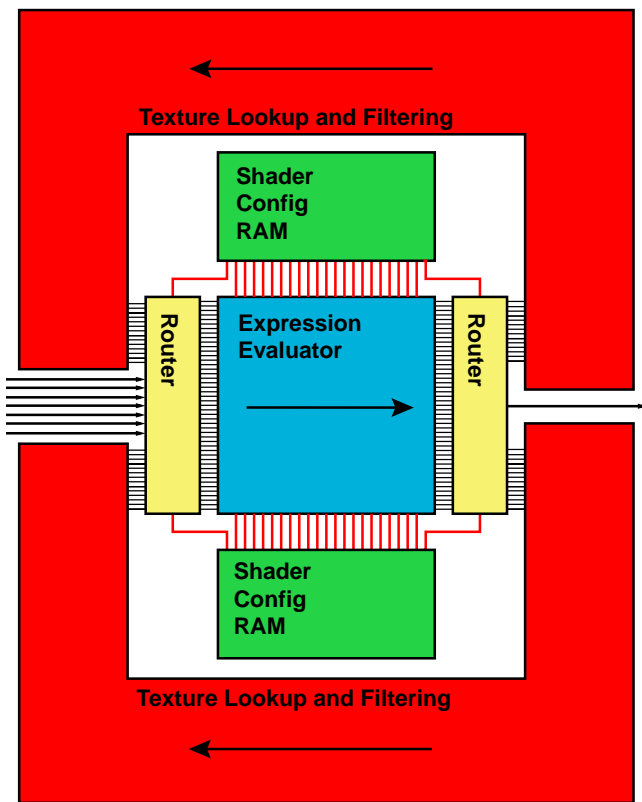 Texture Lookup and Filtering
Shader
Config
RAM
Router
Expression
Evaluator
Router
Shader
Config
RAM
Texture Lookup and Filtering